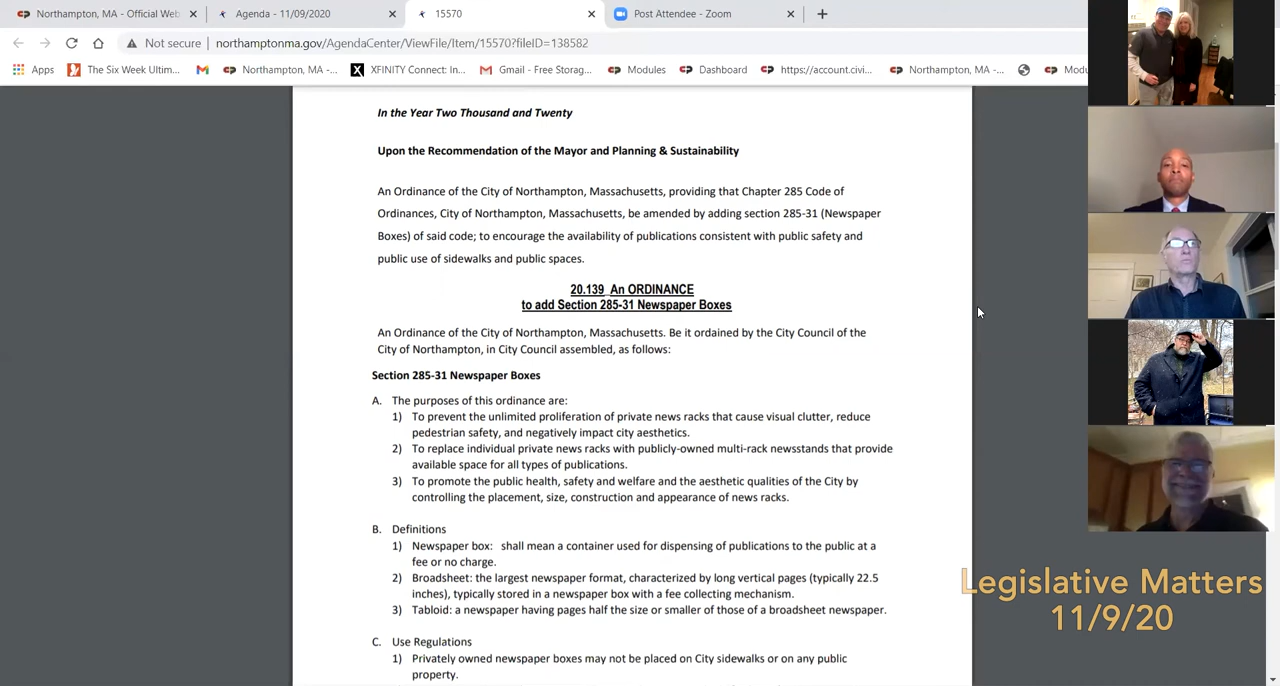 Northampton, MA - Official Web
Agenda - 11/09/2020
15570
Post Attendee - Zoom
Not secure
northamptonma.gov/AgendaCenter/ViewFile/Item/15570?fileID=138582
Apps
The Six Week Ultim...
Northampton, MA -...
XFINITY Connect: In...
Gmail - Free Storag...
Modules
Dashboard
https://account.civi...
Northampton, MA -...
Modu
In the Year Two Thousand and Twenty
Upon the Recommendation of the Mayor and Planning & Sustainability
An Ordinance of the City of Northampton, Massachusetts, providing that Chapter 285 Code of
Ordinances, City of Northampton, Massachusetts, be amended by adding section 285-31 (Newspaper
Boxes) of said code; to encourage the availability of publications consistent with public safety and
public use of sidewalks and public spaces.
20.139 An ORDINANCE
to add Section 285-31 Newspaper Boxes
An Ordinance of the City of Northampton, Massachusetts. Be it ordained by the City Council of the
City of Northampton, in City Council assembled, as follows:
Section 285-31 Newspaper Boxes
A. The purposes of this ordinance are:
1) To prevent the unlimited proliferation of private news racks that cause visual clutter, reduce
pedestrian safety, and negatively impact city aesthetics.
2) To replace individual private news racks with publicly-owned multi-rack newsstands that provide
available space for all types of publications.
3) To promote the public health, safety and welfare and the aesthetic qualities of the City by
controlling the placement, size, construction and appearance of news racks.
B. Definitions
1) Newspaper box: shall mean a container used for dispensing of publications to the public at a
fee or no charge.
2) Broadsheet: the largest newspaper format, characterized by long vertical pages (typically 22.5
inches), typically stored in a newspaper box with a fee collecting mechanism.
3) Tabloid: a newspaper having pages half the size or smaller of those of a broadsheet newspaper.
C. Use Regulations
1) Privately owned newspaper boxes may not be placed on City sidewalks or on any public
property.
Legislative Matters
11/9/20